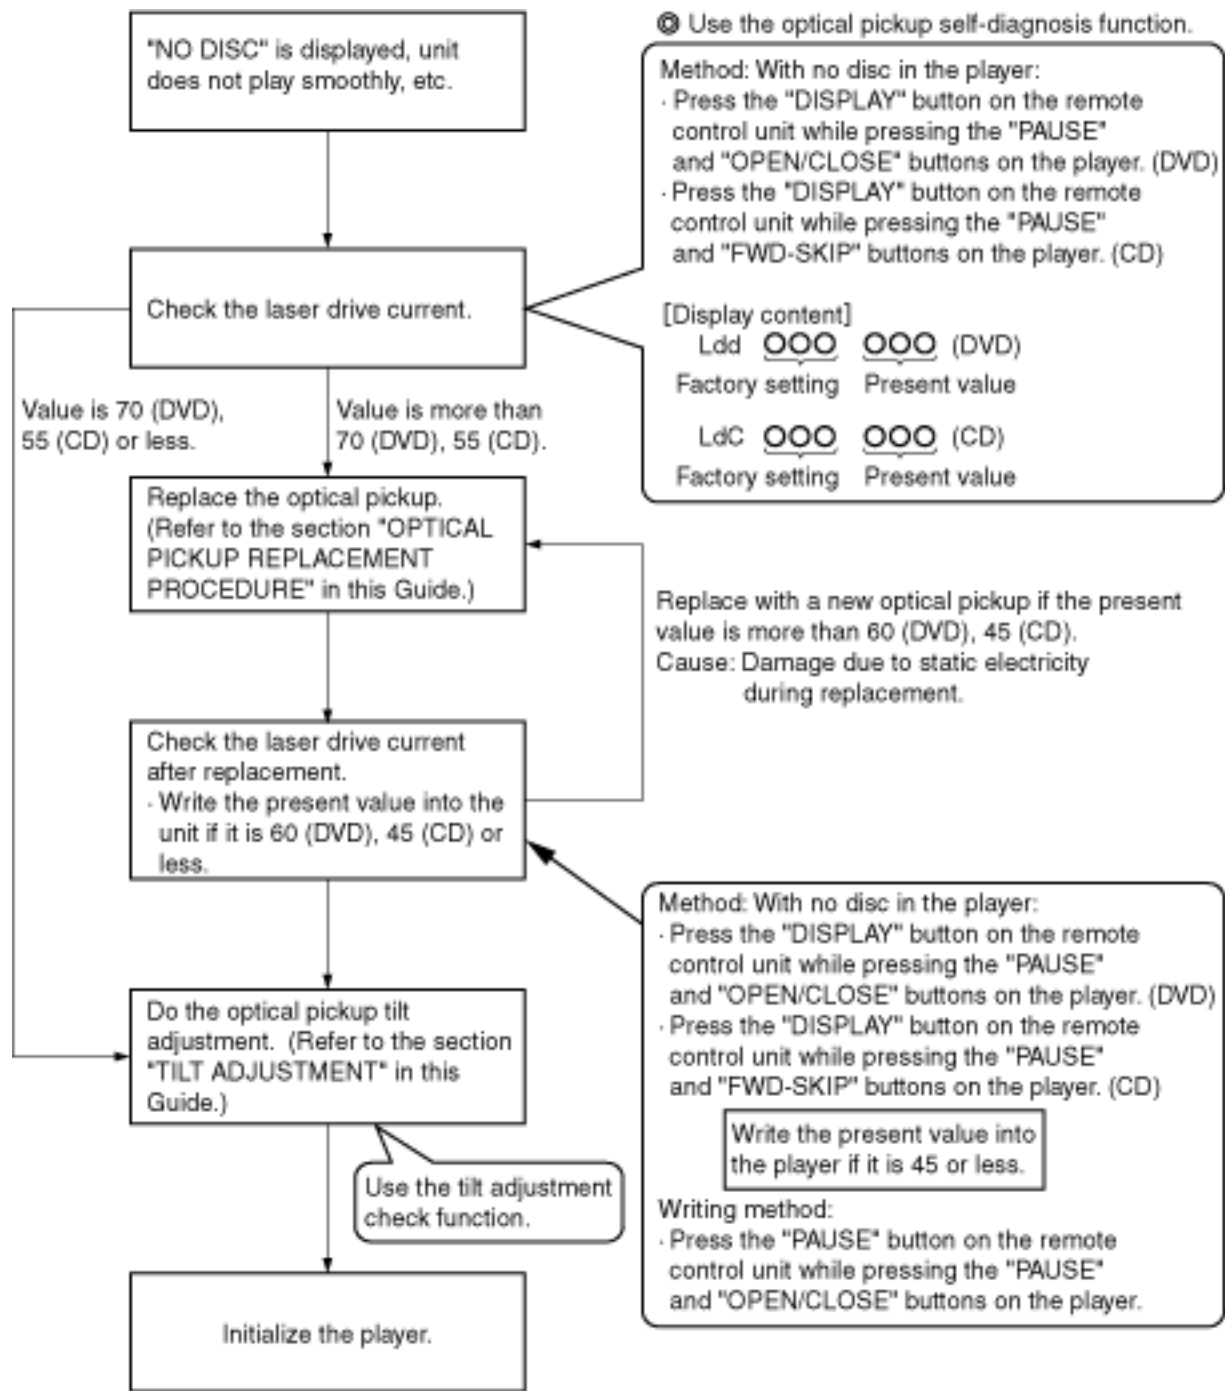 "NO DISC" is displayed, unit
does not play smoothly, etc.
◎ Use the optical pickup self-diagnosis function.
Method: With no disc in the player:
· Press the "DISPLAY" button on the remote
control unit while pressing the "PAUSE"
and "OPEN/CLOSE" buttons on the player. (DVD)
· Press the "DISPLAY" button on the remote
control unit while pressing the "PAUSE"
and "FWD-SKIP" buttons on the player. (CD)
[Display content]
Ldd OOO OOO (DVD)
Factory setting Present value
LdC OOO OOO (CD)
Factory setting Present value
Check the laser drive current.
Value is 70 (DVD),
55 (CD) or less.
Value is more than
70 (DVD), 55 (CD).
Replace the optical pickup.
(Refer to the section "OPTICAL
PICKUP REPLACEMENT
PROCEDURE" in this Guide.)
Replace with a new optical pickup if the present
value is more than 60 (DVD), 45 (CD).
Cause: Damage due to static electricity
during replacement.
Check the laser drive current
after replacement.
· Write the present value into the
unit if it is 60 (DVD), 45 (CD) or
less.
Method: With no disc in the player:
· Press the "DISPLAY" button on the remote
control unit while pressing the "PAUSE"
and "OPEN/CLOSE" buttons on the player. (DVD)
· Press the "DISPLAY" button on the remote
control unit while pressing the "PAUSE"
and "FWD-SKIP" buttons on the player. (CD)
Write the present value into
the player if it is 45 or less.
Writing method:
· Press the "PAUSE" button on the remote
control unit while pressing the "PAUSE"
and "OPEN/CLOSE" buttons on the player.
Do the optical pickup tilt
adjustment. (Refer to the section
"TILT ADJUSTMENT" in this
Guide.)
Use the tilt adjustment
check function.
Initialize the player.